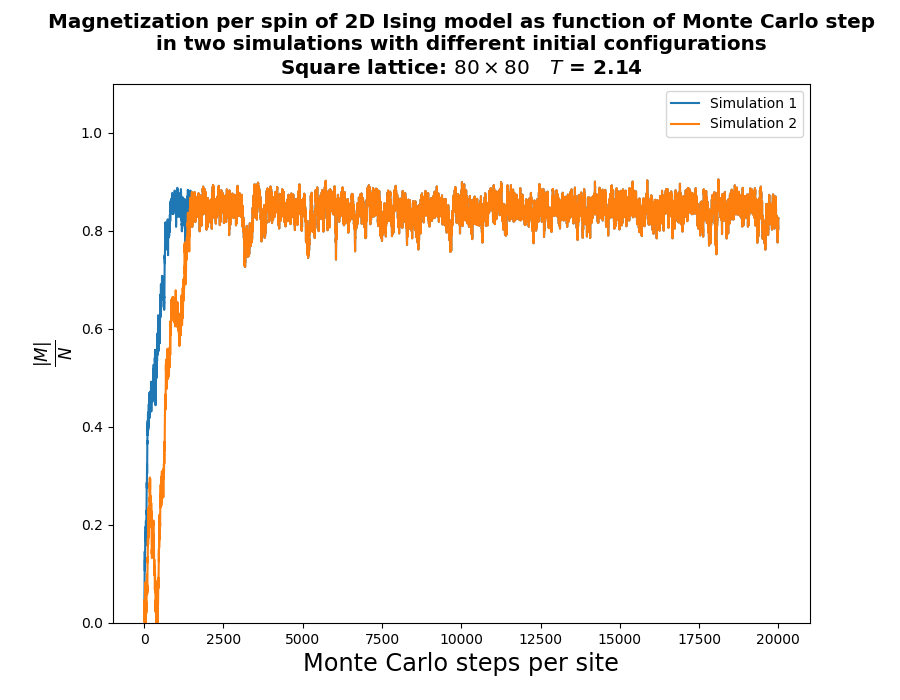 Magnetization per spin of 2D Ising model as function of Monte Carlo step
in two simulations with different initial configurations
Square lattice: 80 × 80 T = 2.14
Simulation 1
Simulation 2
1.0
0.8
0.6
0.4
0.2
0.0
|M|
N
0 2500 5000 7500 10000 12500 15000 17500 20000
Monte Carlo steps per site